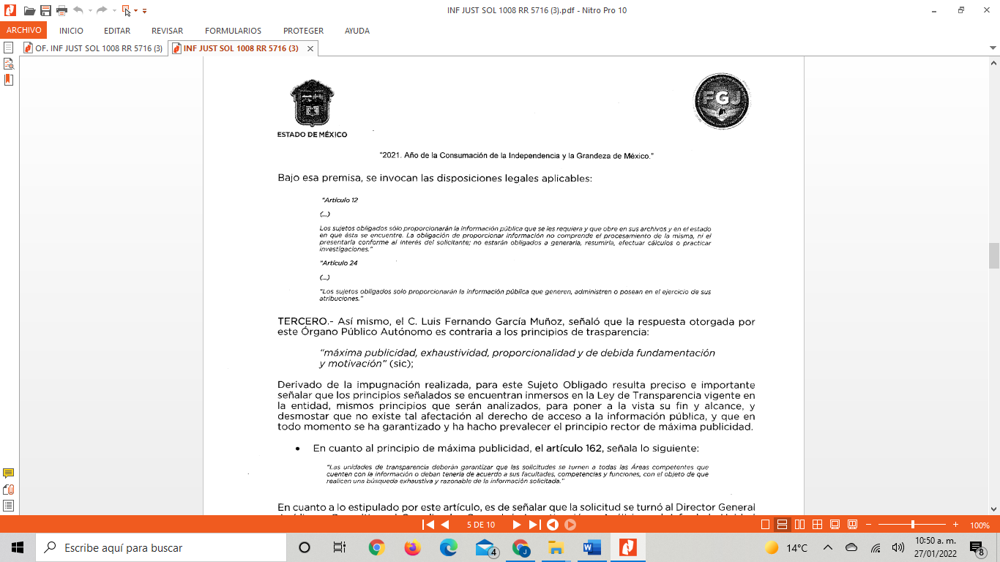 INF JUST SOL 1008 RR 5716 (3).pdf - Nitro Pro 10
ARCHIVO INICIO EDITAR REVISAR FORMULARIOS PROTEGER AYUDA
OF. INF JUST SOL 1008 RR 5716 (3) INF JUST SOL 1008 RR 5716 (3)
FGJ
ESTADO DE MÉXICO
"2021. Año de la Consumación de la Independencia y la Grandeza de México."
Bajo esa premisa, se invocan las disposiciones legales aplicables:
"Artículo 12
(...)
Los sujetos obligados sólo proporcionarán la información pública que se les requiera y que obre en sus archivos y en el estado
en que ésta se encuentre. La obligación de proporcionar información no comprende el procesamiento de la misma, ni el
presentarla conforme al interés del solicitante; no estarán obligados a generarla, resumirla, efectuar cálculos o practicar
investigaciones."
"Artículo 24
(...)
"Los sujetos obligados solo proporcionarán la información pública que generen, administren o posean en el ejercicio de sus
atribuciones."
TERCERO.- Así mismo, el C. Luis Fernando García Muñoz, señaló que la respuesta otorgada por
este Órgano Público Autónomo es contraria a los principios de trasparencia:
"máxima publicidad, exhaustividad, proporcionalidad y de debida fundamentación
y motivación" (sic);
Derivado de la impugnación realizada, para este Sujeto Obligado resulta preciso e importante
señalar que los principios señalados se encuentran inmersos en la Ley de Transparencia vigente en
la entidad, mismos principios que serán analizados, para poner a la vista su fin y alcance, y
desmostar que no existe tal afectación al derecho de acceso a la información pública, y que en
todo momento se ha garantizado y ha hacho prevalecer el principio rector de máxima publicidad.
• En cuanto al principio de máxima publicidad, el artículo 162, señala lo siguiente:
"Las unidades de transparencia deberán garantizar que las solicitudes se turnen a todas las Áreas competentes que
cuenten con la información o deban tenerla de acuerdo a sus facultades, competencias y funciones, con el objeto de que
realicen una búsqueda exhaustiva y razonable de la información solicitada."
En cuanto a lo estipulado por este artículo, es de señalar que la solicitud se turnó al Director General
5 DE 10
100%
Escribe aquí para buscar
4
J
14°C
10:50 a. m.
27/01/2022
8